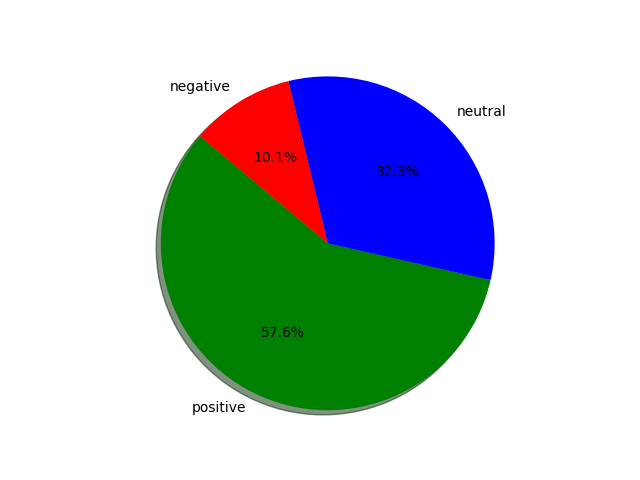 negative
neutral
10.1%
32.3%
57.6%
positive